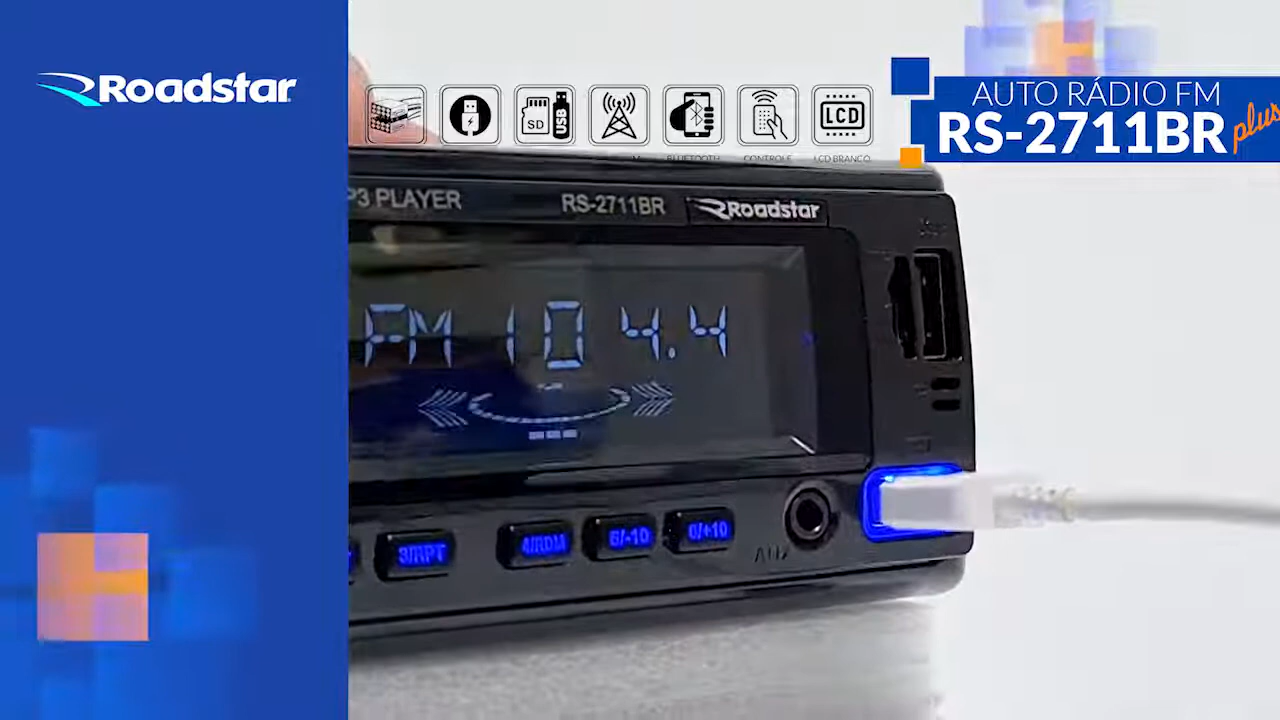 Roadstar
AUTO RÁDIO FM
RS-2711BR
plus
SD
USB
LCD
BLUETOOTH
CONTROLE
LCD BRANCO
P3 PLAYER
RS-2711BR
Roadstar
FM 104.4
3/RPT
4/RDM
5/-10
6/+10
AUX